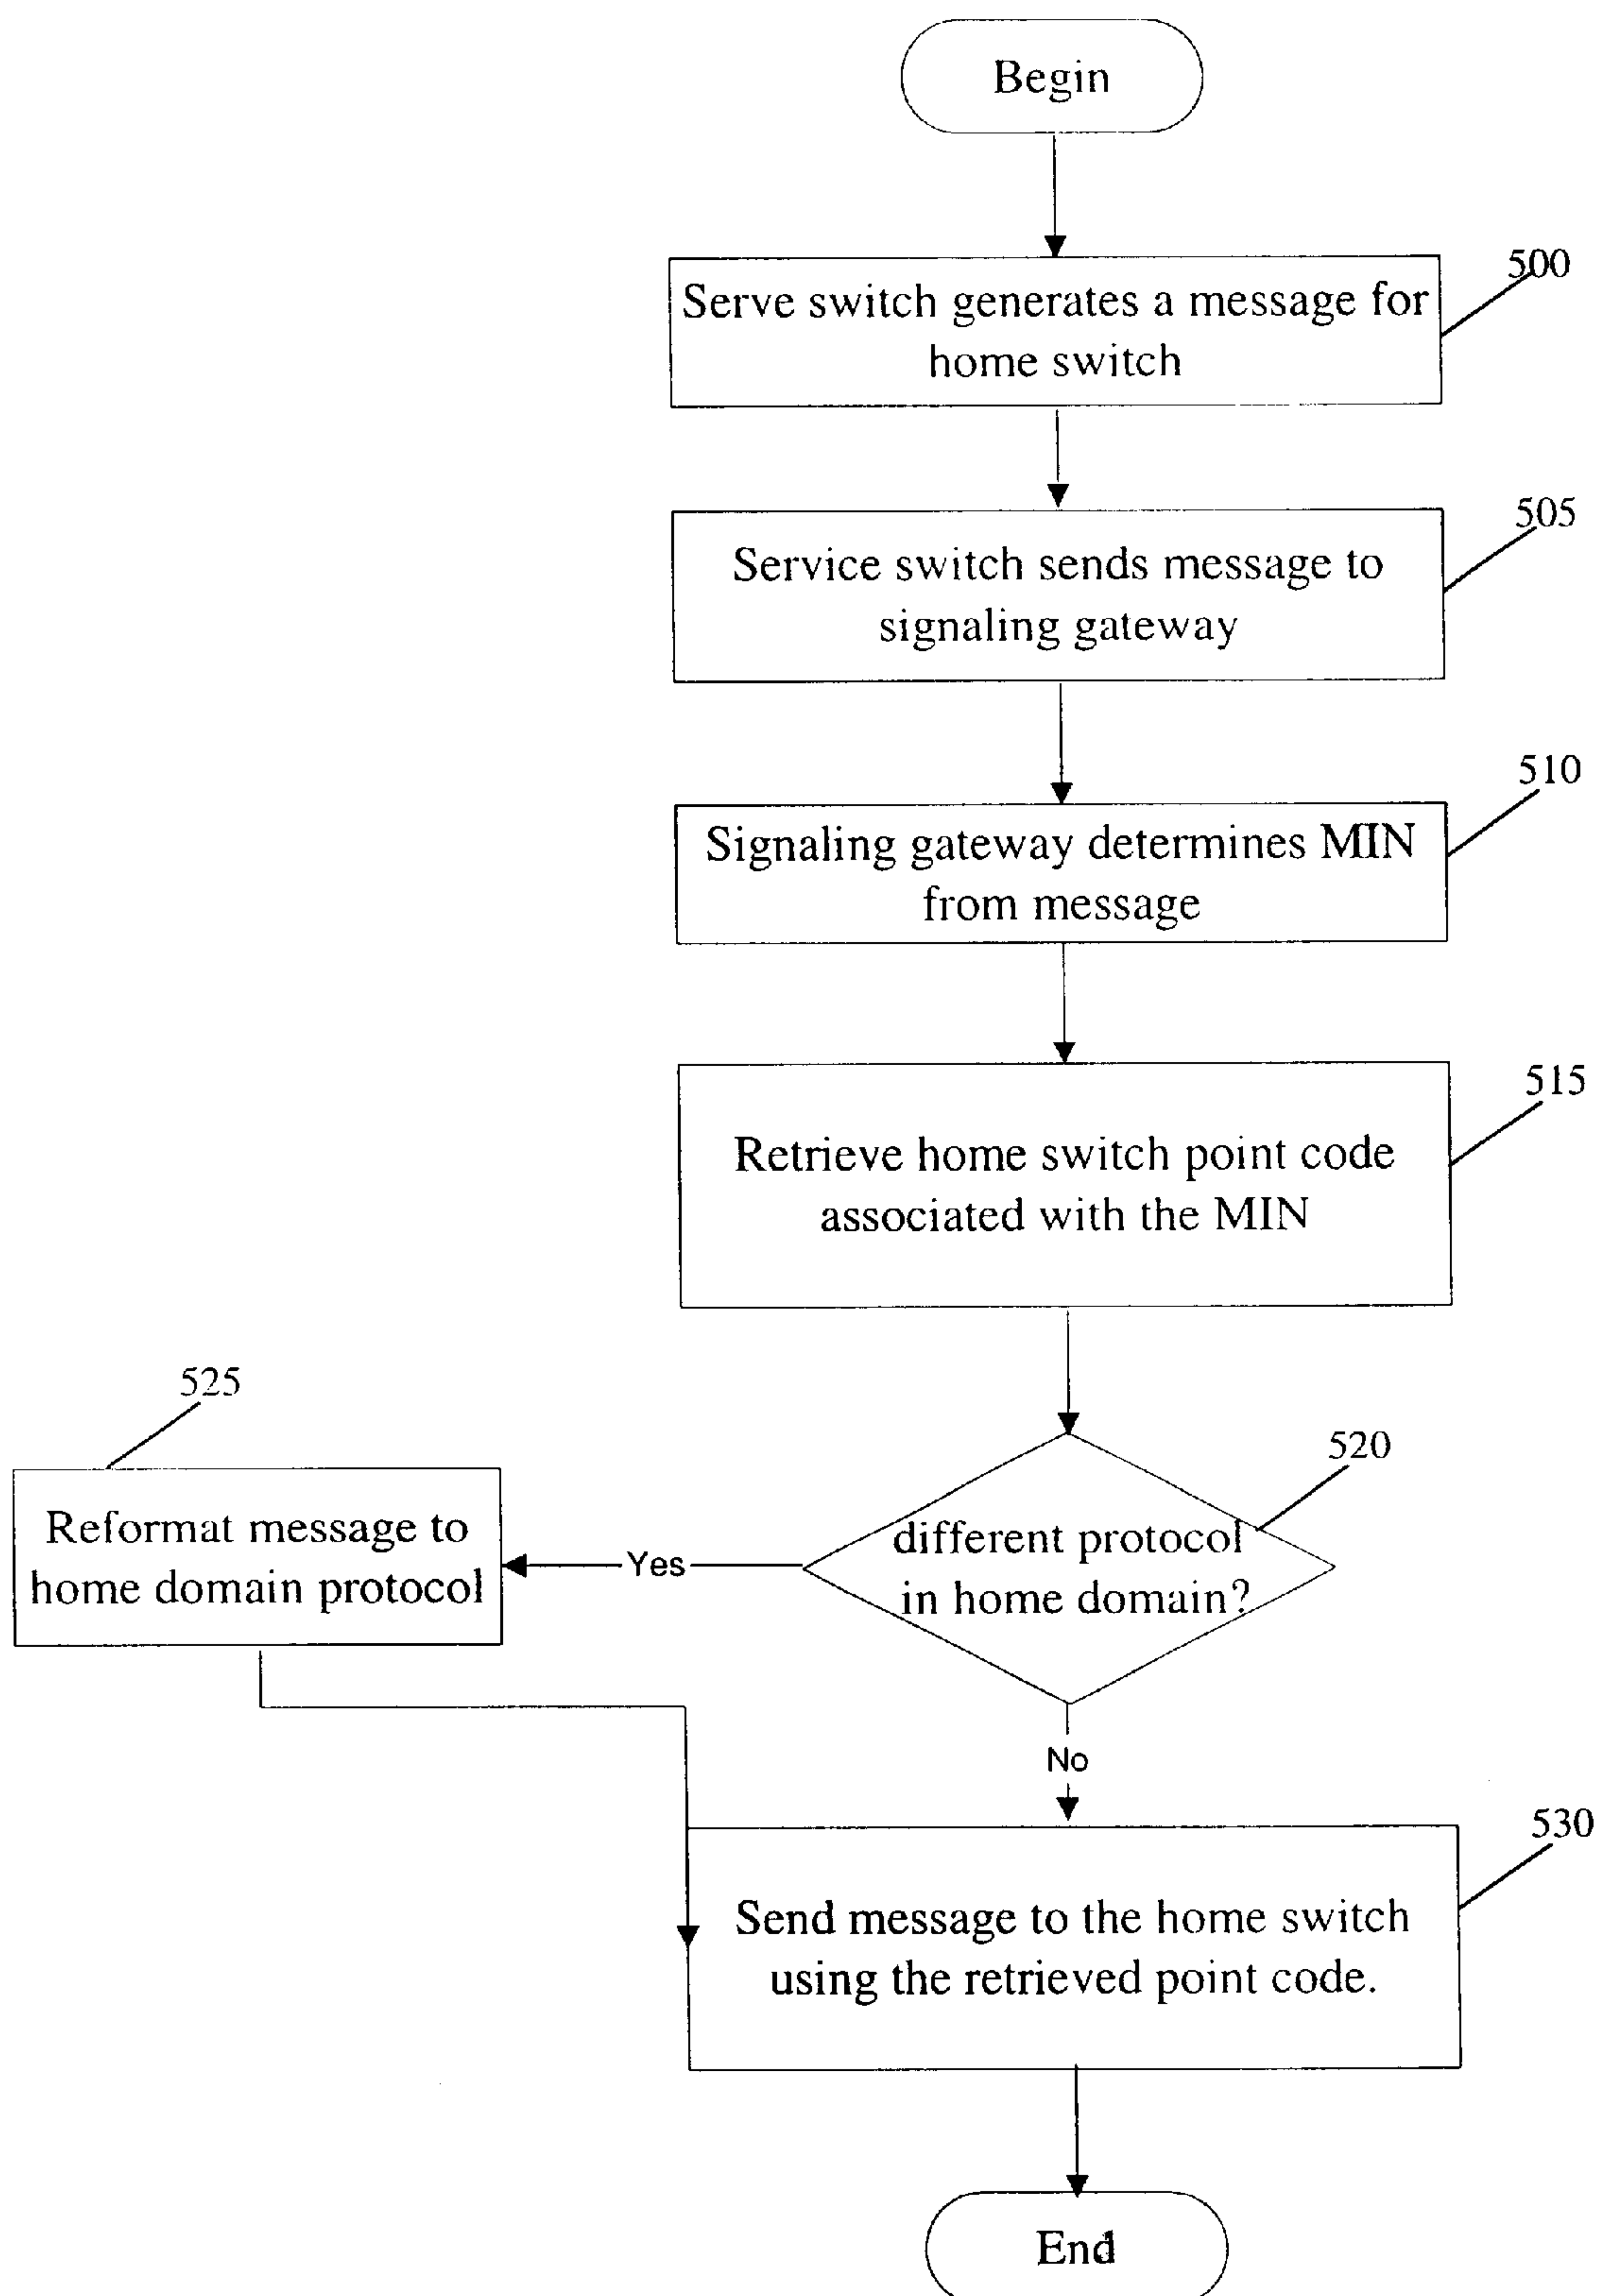 Begin
500
Serve switch generates a message for
home switch
505
Service switch sends message to
signaling gateway
510
Signaling gateway determines MIN
from message
515
Retrieve home switch point code
associated with the MIN
525
520
Reformat message to
home domain protocol
Yes
different protocol
in home domain?
No
530
Send message to the home switch
using the retrieved point code.
End